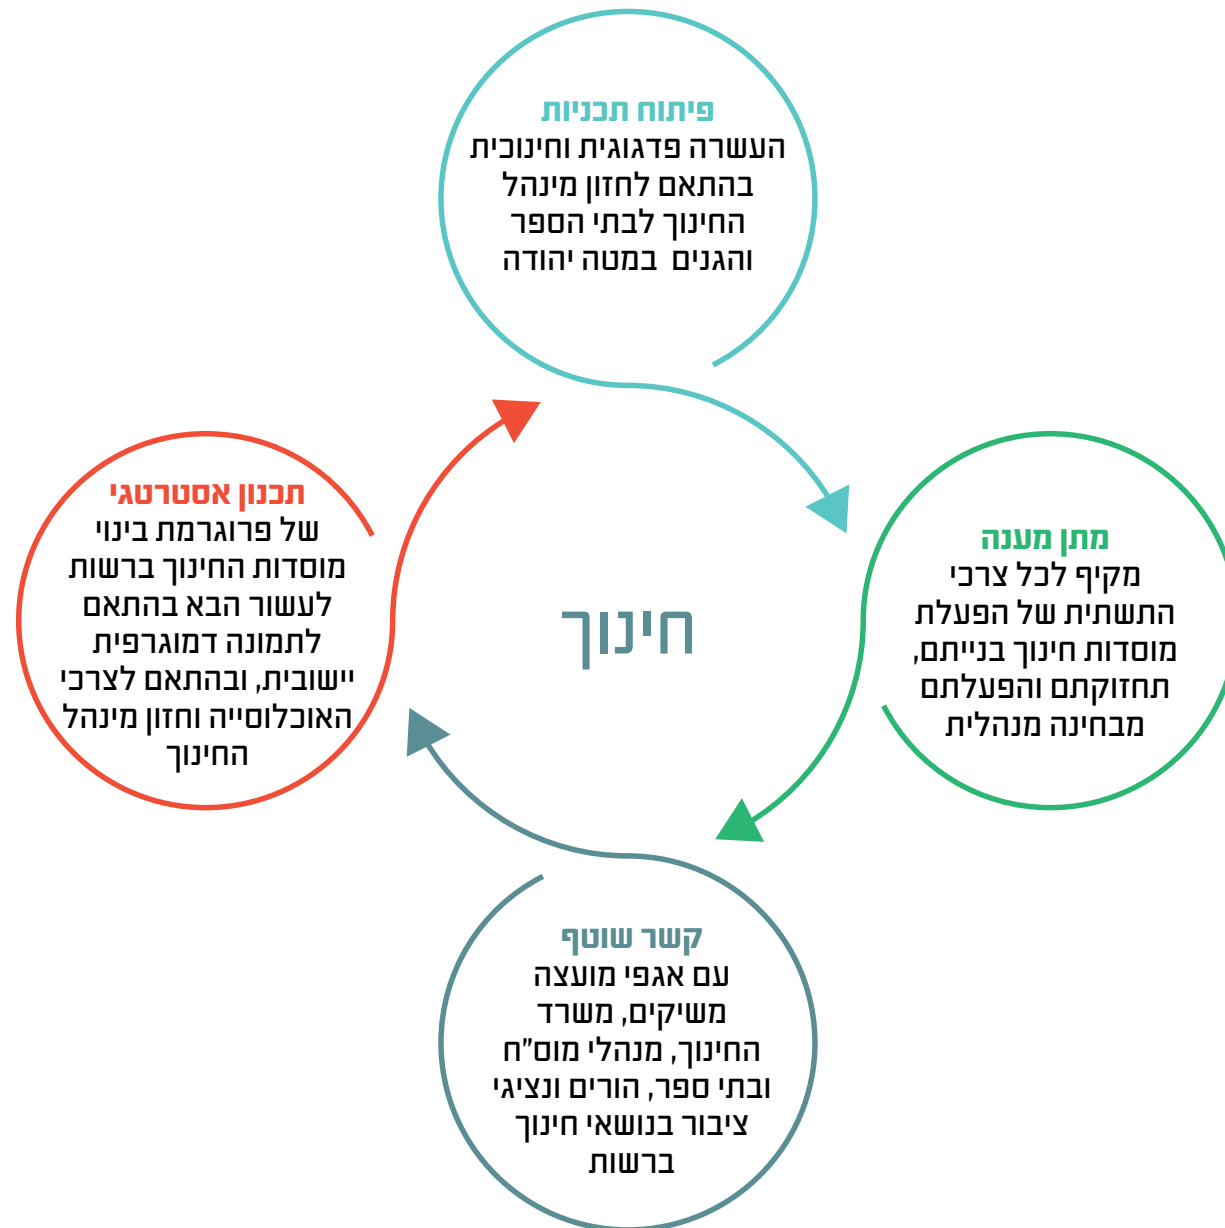 פיתוח תכניות
העשרה פדגוגית וחינוכית
בהתאם לחזון מינהל
החינוך לבתי הספר
והגנים במטה יהודה
מתן מענה
מקיף לכל צרכי
התשתית של הפעלת
מוסדות חינוך בנייתם,
תחזוקתם והפעלתם
מבחינה מנהלית
חינוך
תכנון אסטרטגי
של פרוגרמת בינוי
מוסדות החינוך ברשות
לעשור הבא בהתאם
לתמונה דמוגרפית
יישובית, ובהתאם לצרכי
האוכלוסייה וחזון מינהל
החינוך
קשר שוטף
עם אגפי מועצה
משיקים, משרד
החינוך, מנהלי מוס"ח
ובתי ספר, הורים ונציגי
ציבור בנושאי חינוך
ברשות